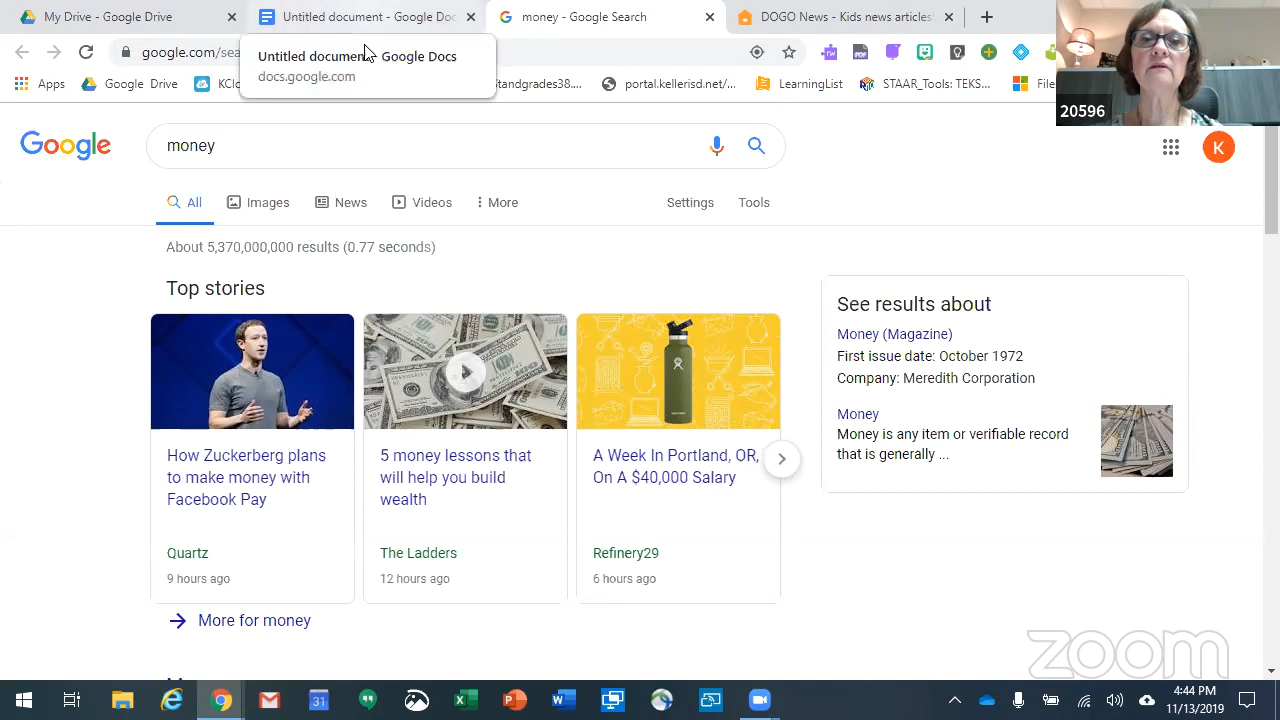 My Drive - Google Drive
Untitled document - Google Doc
money - Google Search
DOGO News - Kids news articles
google.com/sea
Untitled document - Google Docs
docs.google.com
Apps
Google Drive
KClo
standgrades38....
portal.kellerisd.net/...
LearningList
STAAR_Tools: TEKS...
File
20596
Google
money
K
All
Images
News
Videos
More
Settings
Tools
About 5,370,000,000 results (0.77 seconds)
Top stories
How Zuckerberg plans
to make money with
Facebook Pay
Quartz
9 hours ago
5 money lessons that
will help you build
wealth
The Ladders
12 hours ago
A Week In Portland, OR,
On A $40,000 Salary
Refinery29
6 hours ago
More for money
See results about
Money (Magazine)
First issue date: October 1972
Company: Meredith Corporation
Money
Money is any item or verifiable record
that is generally ...
zoom
4:44 PM
11/13/2019